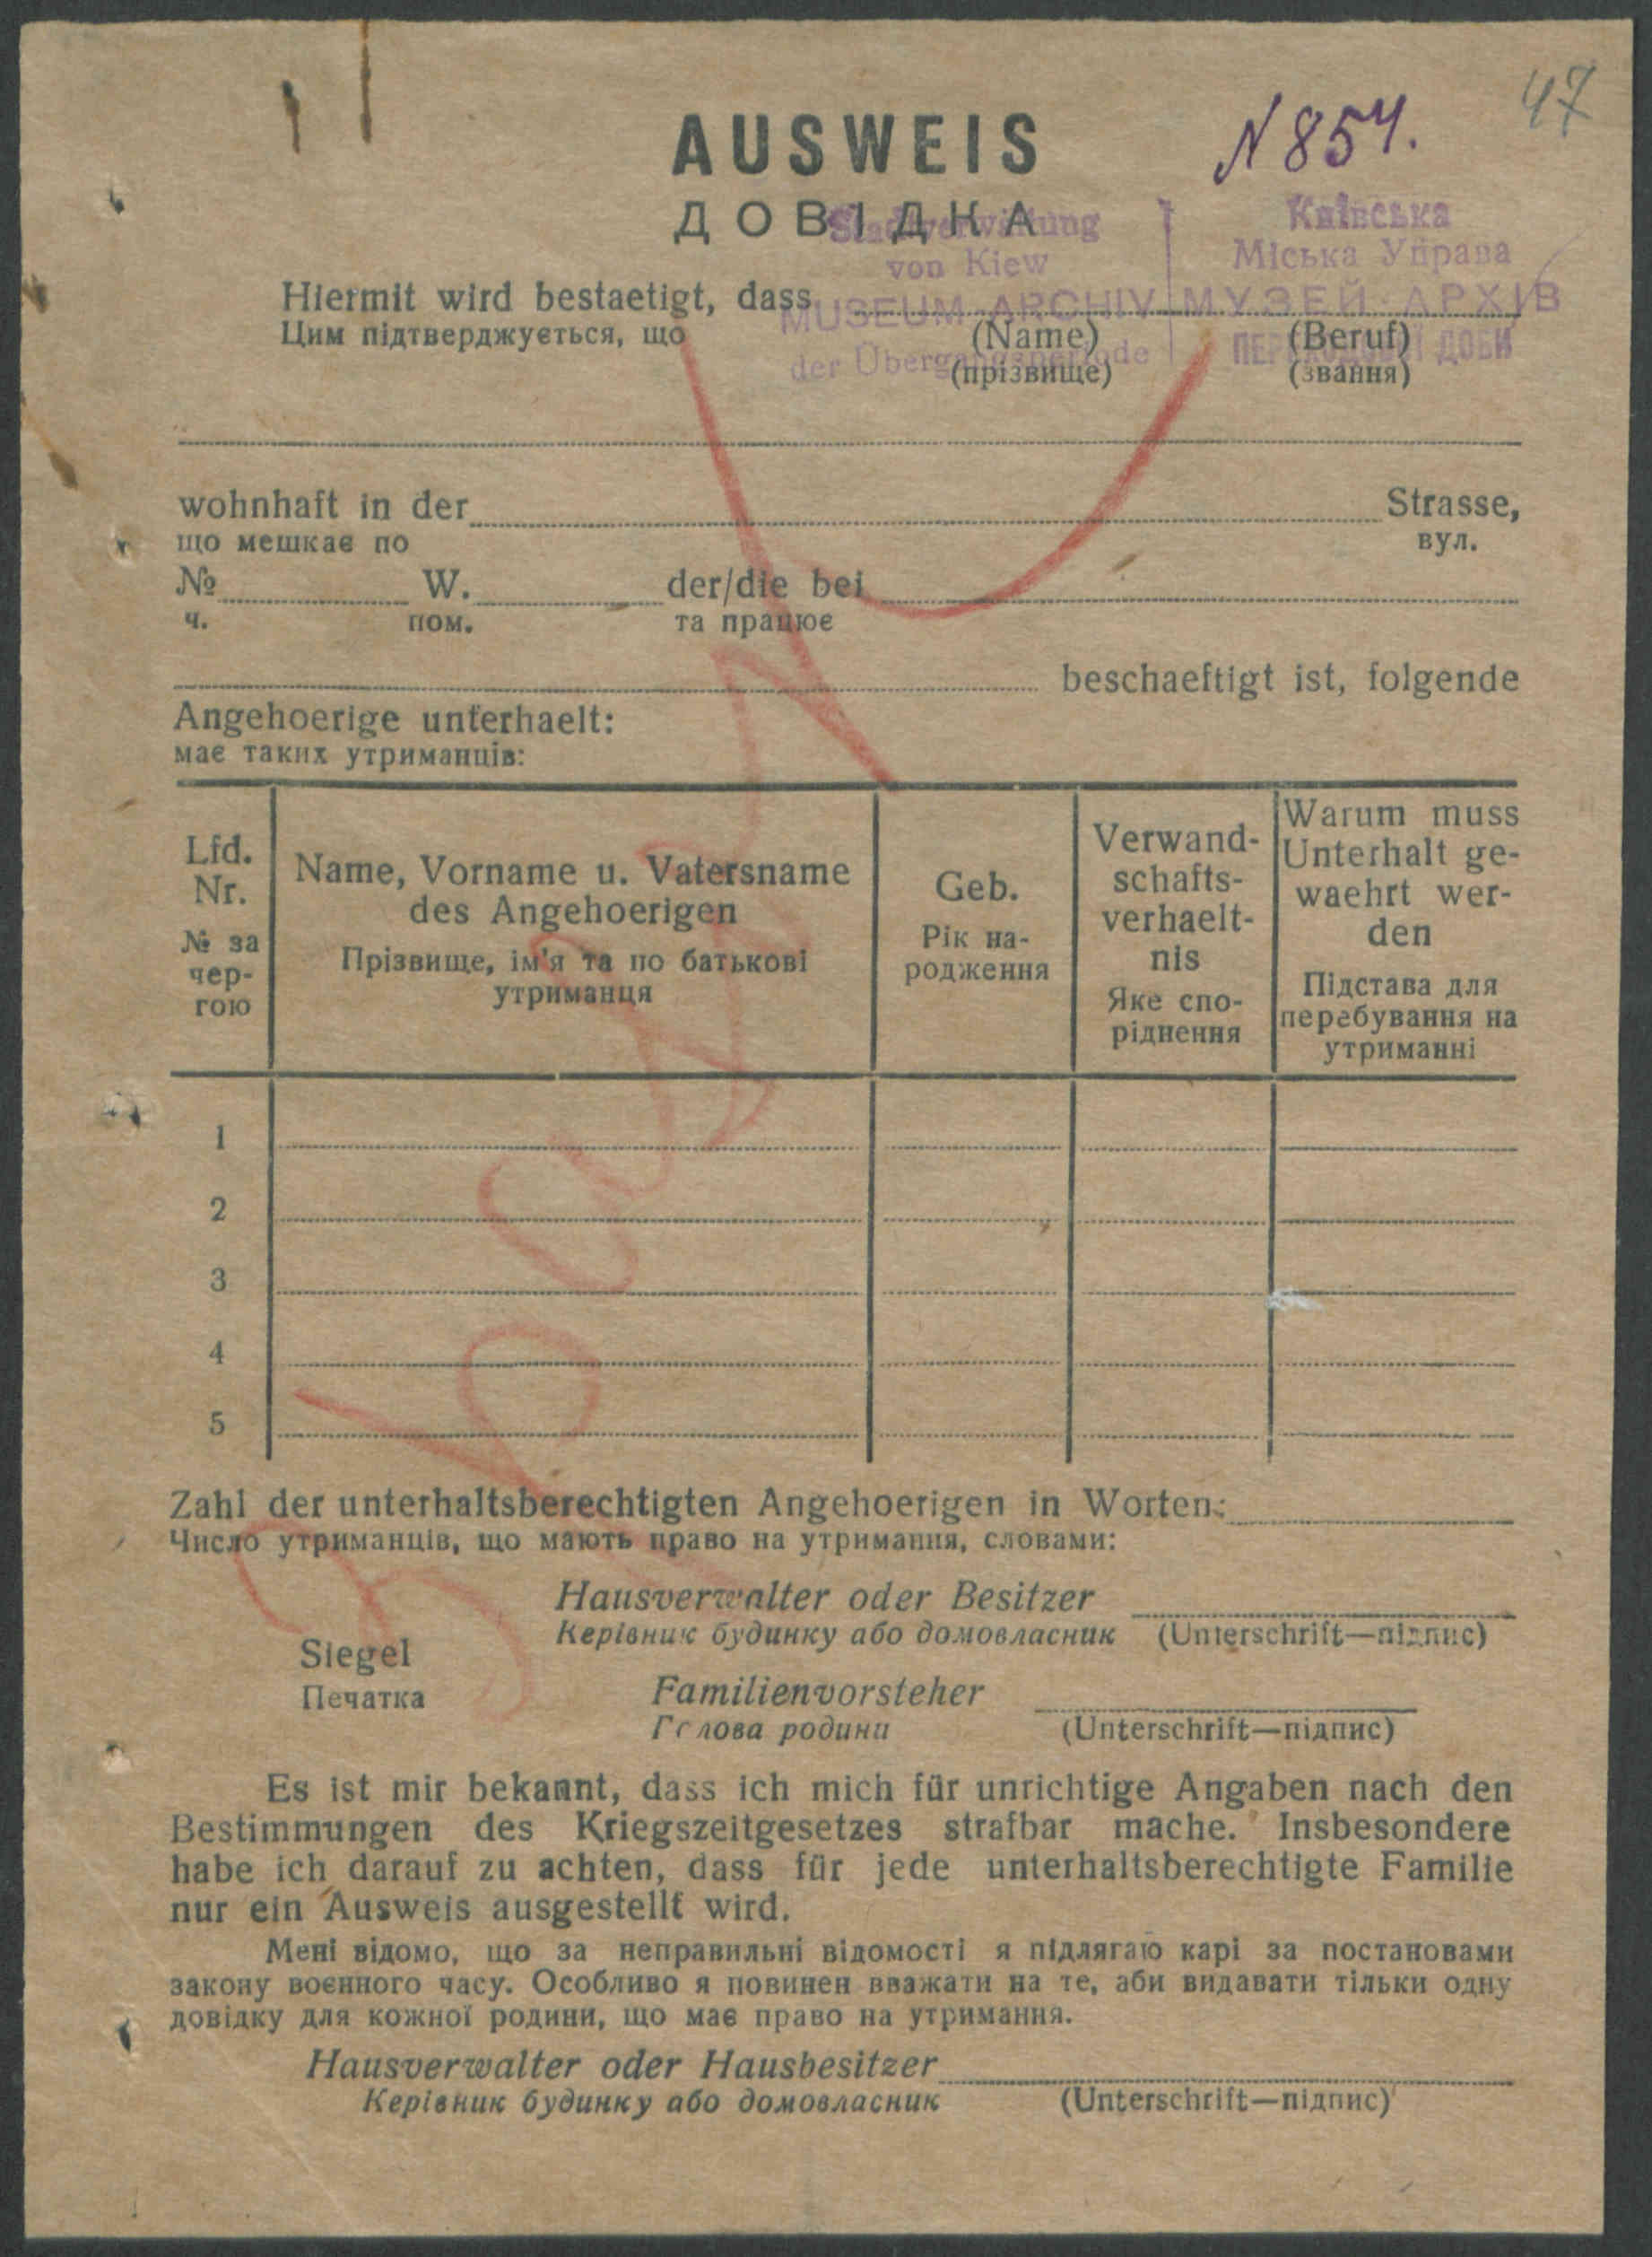 47
N 854.
AUSWEIS
ДОВІДКА
Stadtverwaltung
von Kiew
MUSEUM-ARCHIV
der Übergangsperiode
Київська
Міська Управа
МУЗЕЙ-АРХІВ
ПЕРЕХОДОВОЇ ДОБИ
Hiermit wird bestaetigt, dass
Цим підтверджується, що
(Name) (Beruf)
(прізвище) (звання)
wohnhaft in der Strasse,
що мешкає по вул.
№ W. der/die bei
ч. пом. та працює
beschaeftigt ist, folgende
Angehoerige unterhaelt:
має таких утриманців:
Lfd.
Nr.
№ за
чер-
гою
Name, Vorname u. Vatersname
des Angehoerigen
Прізвище, ім'я та по батькові
утриманця
Geb.
Рік на-
родження
Verwand-
schafts-
verhaelt-
nis
Яке спо-
ріднення
Warum muss
Unterhalt ge-
waehrt wer-
den
Підстава для
перебування на
утриманні
1
2
3
4
5
Zahl der unterhaltsberechtigten Angehoerigen in Worten:
Число утриманців, що мають право на утримання, словами:
Hausverwalter oder Besitzer
Керівник будинку або домовласник (Unterschrift—підпис)
Siegel
Печатка
Familienvorsteher
Голова родини (Unterschrift—підпис)
Es ist mir bekannt, dass ich mich für unrichtige Angaben nach den
Bestimmungen des Kriegszeitgesetzes strafbar mache. Insbesondere
habe ich darauf zu achten, dass für jede unterhaltsberechtigte Familie
nur ein Ausweis ausgestellt wird.
Мені відомо, що за неправильні відомості я підлягаю карі за постановами
закону воєнного часу. Особливо я повинен вважати на те, аби видавати тільки одну
довідку для кожної родини, що має право на утримання.
Hausverwalter oder Hausbesitzer
Керівник будинку або домовласник (Unterschrift—підпис)